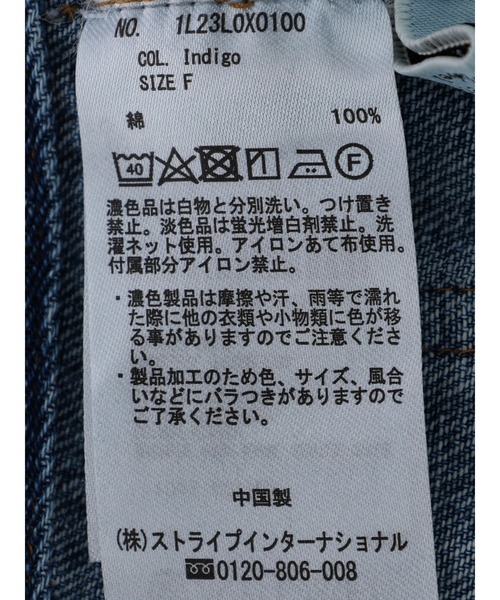 NO. 1L23L0X0100
COL. Indigo
SIZE F
綿 100%
40 F
濃色品は白物と分別洗い。つけ置き
禁止。淡色品は蛍光増白剤禁止。洗
濯ネット使用。アイロンあて布使用。
付属部分アイロン禁止。
・濃色製品は摩擦や汗、雨等で濡れ
た際に他の衣類や小物類に色が移
る事がありますのでご注意くださ
い。
・製品加工のため色、サイズ、風合
いなどにバラつきがありますので
ご了承ください。
中国製
(株)ストライプインターナショナル
0120-806-008